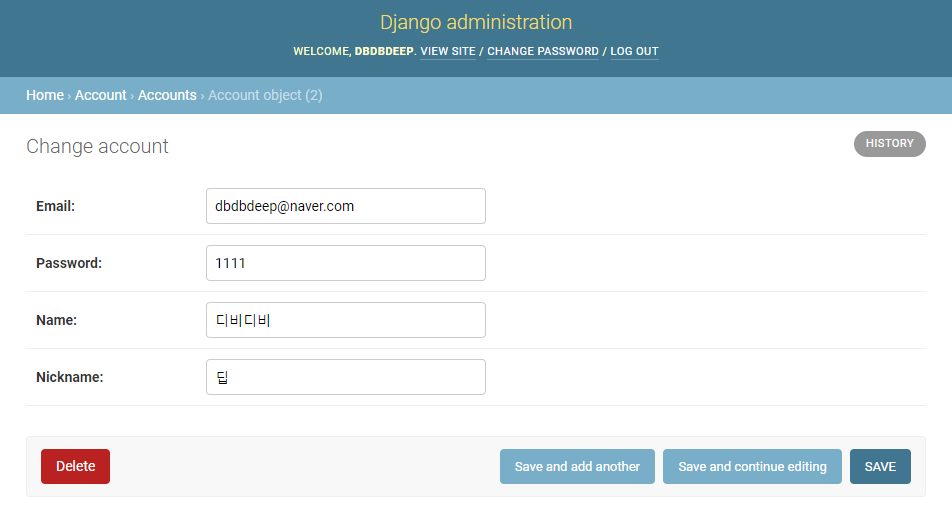 Django administration
WELCOME, DBDBDEEP. VIEW SITE / CHANGE PASSWORD / LOG OUT
Home › Account › Accounts › Account object (2)
Change account
HISTORY
Email: dbdbdeep@naver.com
Password: 1111
Name: 디비디비
Nickname: 딥
Delete Save and add another Save and continue editing SAVE